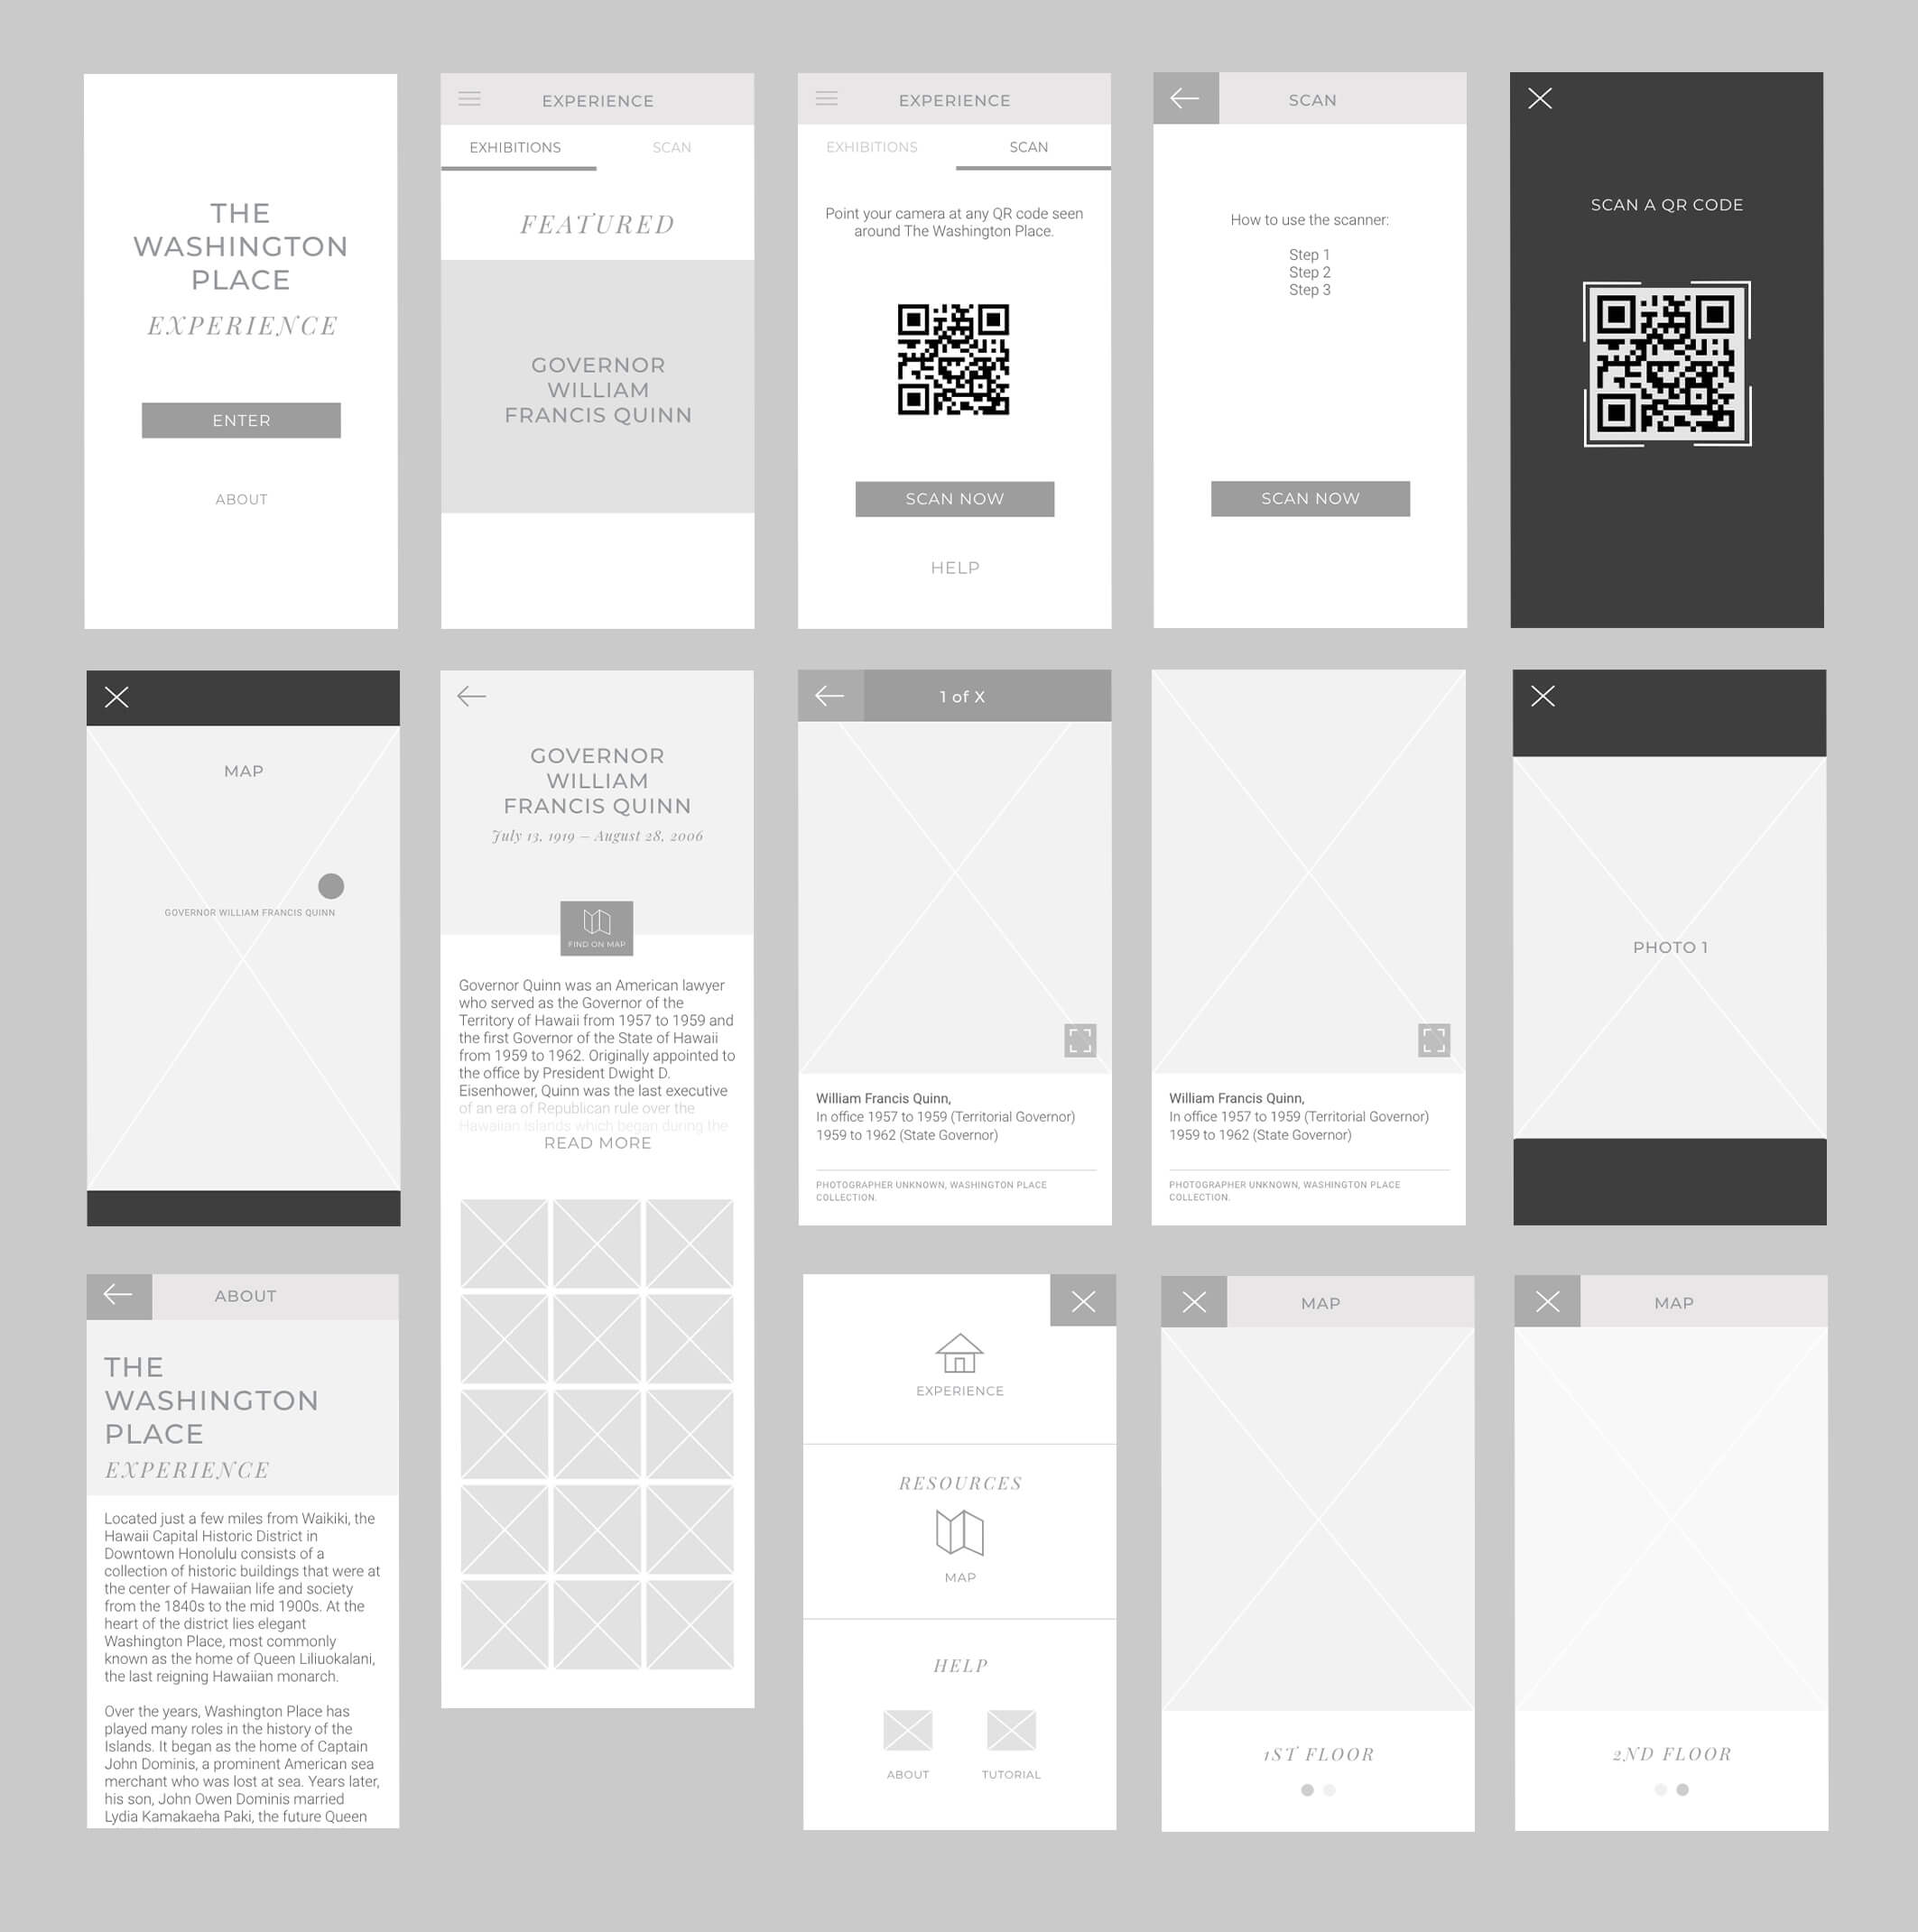 THE
WASHINGTON
PLACE
EXPERIENCE
ENTER
ABOUT
EXPERIENCE
EXHIBITIONS
SCAN
FEATURED
GOVERNOR
WILLIAM
FRANCIS QUINN
EXPERIENCE
EXHIBITIONS
SCAN
Point your camera at any QR code seen
around The Washington Place.
SCAN NOW
HELP
SCAN
How to use the scanner:
Step 1
Step 2
Step 3
SCAN NOW
SCAN A QR CODE
MAP
GOVERNOR WILLIAM FRANCIS QUINN
GOVERNOR
WILLIAM
FRANCIS QUINN
July 13, 1919 – August 28, 2006
FIND ON MAP
Governor Quinn was an American lawyer
who served as the Governor of the
Territory of Hawaii from 1957 to 1959 and
the first Governor of the State of Hawaii
from 1959 to 1962. Originally appointed to
the office by President Dwight D.
Eisenhower, Quinn was the last executive
of an era of Republican rule over the
Hawaiian Islands which began during the
READ MORE
1 of X
William Francis Quinn,
In office 1957 to 1959 (Territorial Governor)
1959 to 1962 (State Governor)
PHOTOGRAPHER UNKNOWN, WASHINGTON PLACE
COLLECTION.
William Francis Quinn,
In office 1957 to 1959 (Territorial Governor)
1959 to 1962 (State Governor)
PHOTOGRAPHER UNKNOWN, WASHINGTON PLACE
COLLECTION.
PHOTO 1
ABOUT
THE
WASHINGTON
PLACE
EXPERIENCE
Located just a few miles from Waikiki, the
Hawaii Capital Historic District in
Downtown Honolulu consists of a
collection of historic buildings that were at
the center of Hawaiian life and society
from the 1840s to the mid 1900s. At the
heart of the district lies elegant
Washington Place, most commonly
known as the home of Queen Liliuokalani,
the last reigning Hawaiian monarch.
Over the years, Washington Place has
played many roles in the history of the
Islands. It began as the home of Captain
John Dominis, a prominent American sea
merchant who was lost at sea. Years later,
his son, John Owen Dominis married
Lydia Kamakaeha Paki, the future Queen
EXPERIENCE
RESOURCES
MAP
HELP
ABOUT
TUTORIAL
MAP
1ST FLOOR
MAP
2ND FLOOR